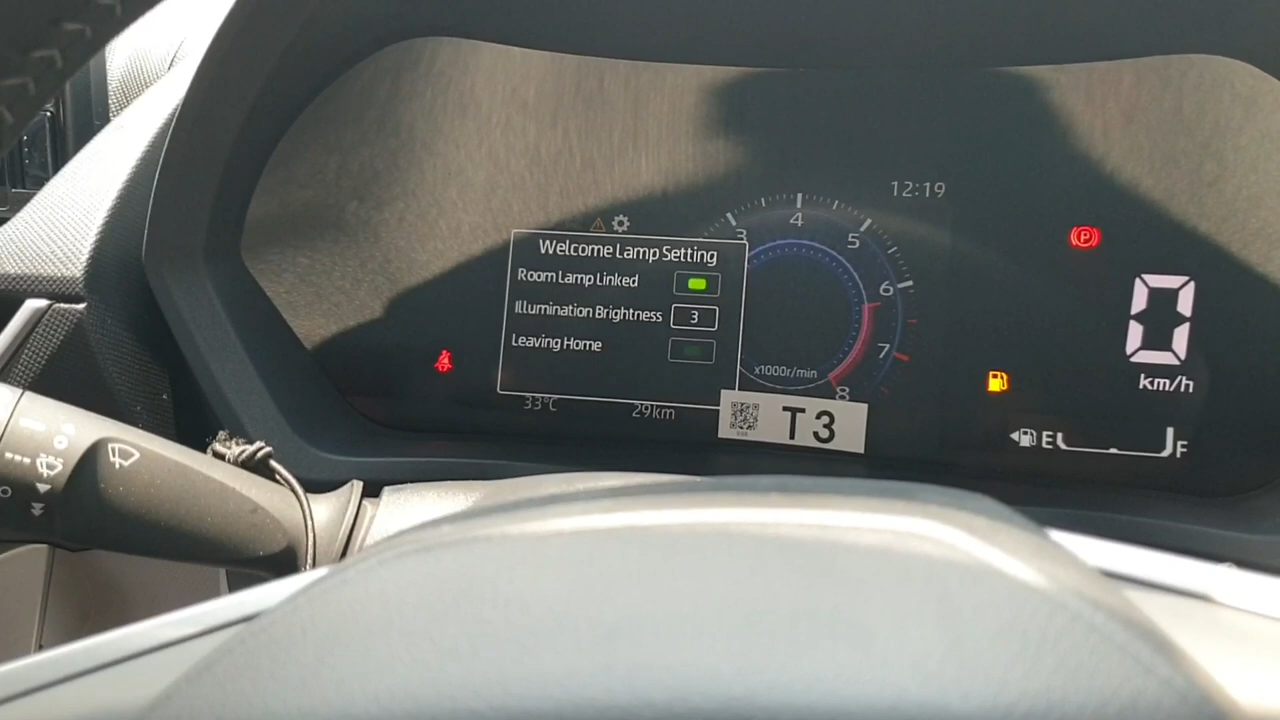 12:19
3
4
5
6
7
8
x1000r/min
Welcome Lamp Setting
Room Lamp Linked
Illumination Brightness 3
Leaving Home
33°C
29km
T3
P
0
km/h
E
F